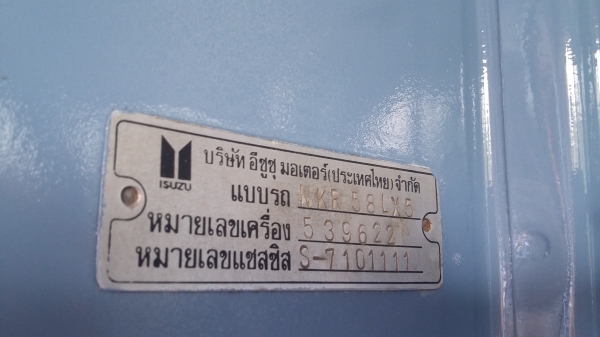 ISUZU
บริษัท อีซูซุ มอเตอร์(ประเทศไทย)จำกัด
แบบรถ NKR 58LX5
หมายเลขเครื่อง 539622
หมายเลขแชสซิส S-7101111